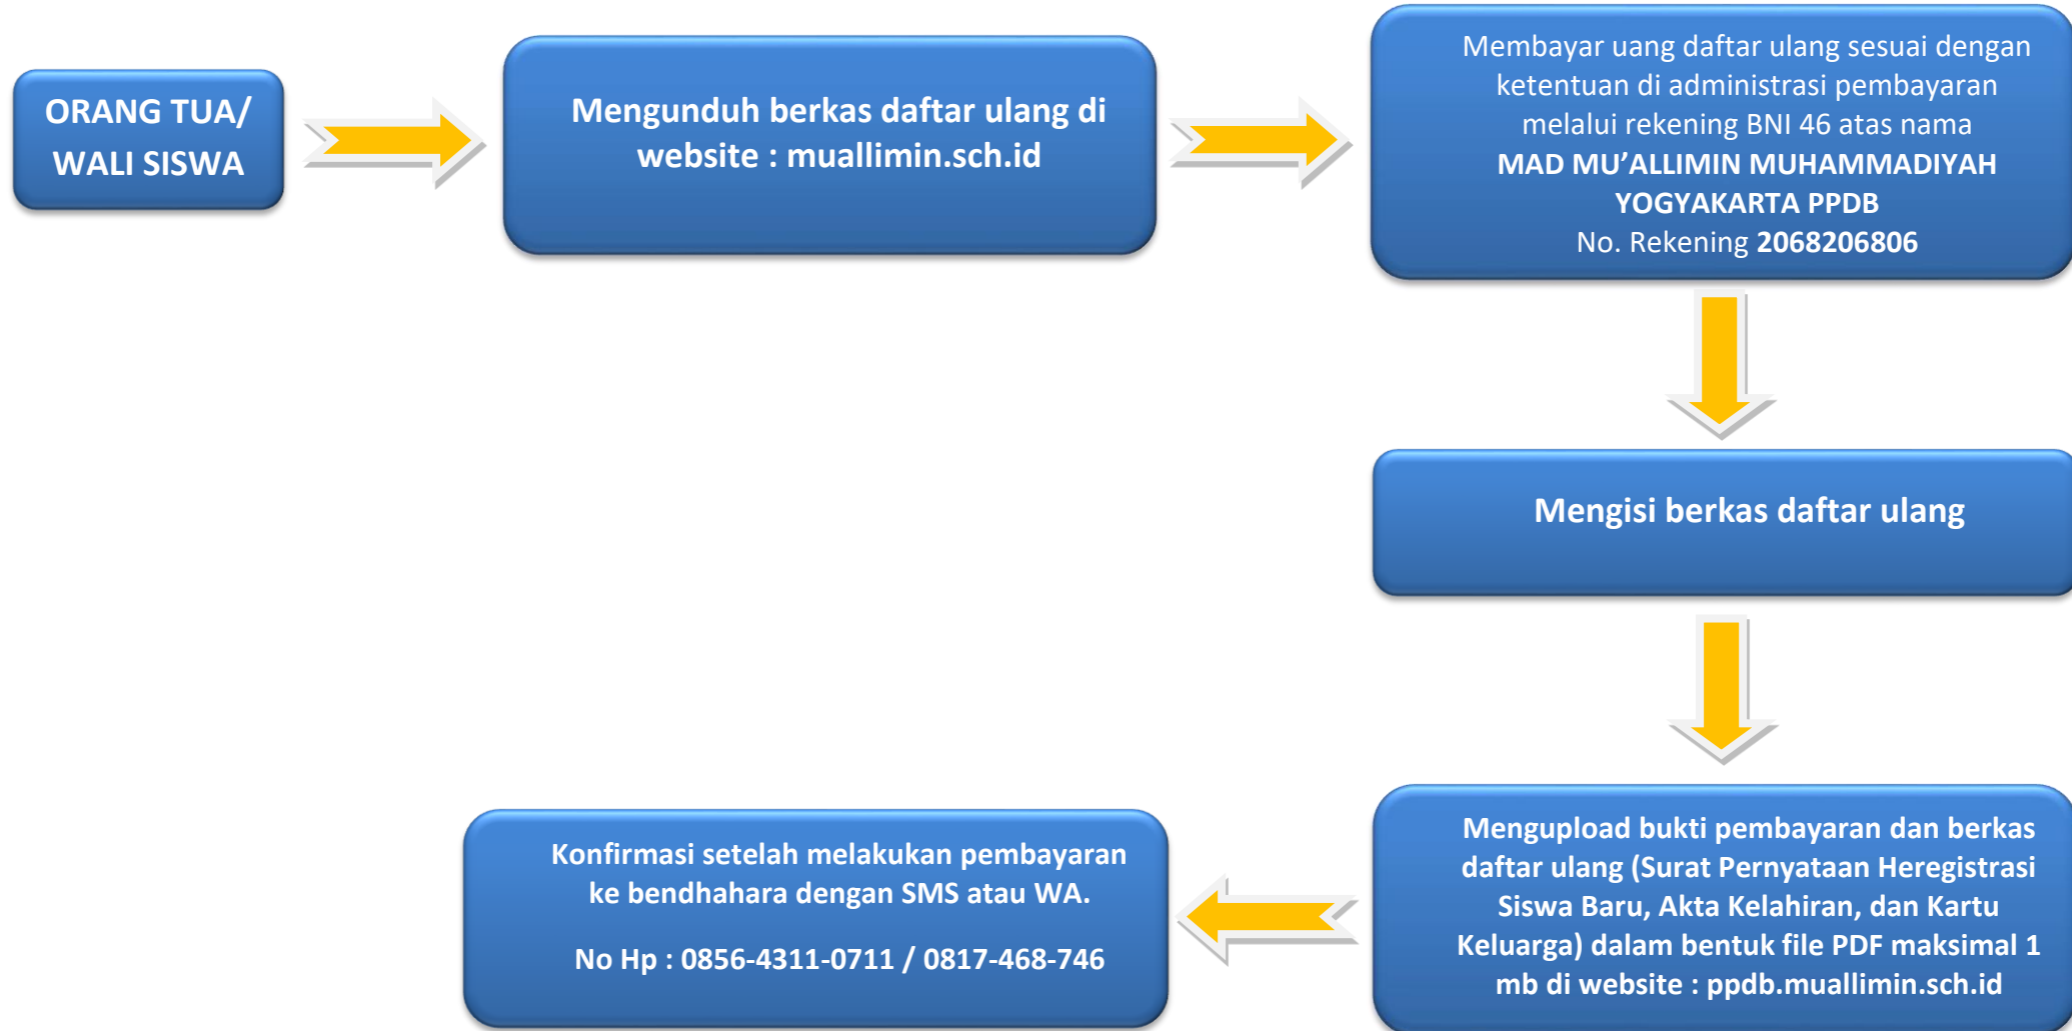 ORANG TUA/
WALI SISWA
Mengunduh berkas daftar ulang di
website : muallimin.sch.id
Membayar uang daftar ulang sesuai dengan
ketentuan di administrasi pembayaran
melalui rekening BNI 46 atas nama
MAD MU’ALLIMIN MUHAMMADIYAH
YOGYAKARTA PPDB
No. Rekening 2068206806
Mengisi berkas daftar ulang
Mengupload bukti pembayaran dan berkas
daftar ulang (Surat Pernyataan Heregistrasi
Siswa Baru, Akta Kelahiran, dan Kartu
Keluarga) dalam bentuk file PDF maksimal 1
mb di website : ppdb.muallimin.sch.id
Konfirmasi setelah melakukan pembayaran
ke bendhahara dengan SMS atau WA.
No Hp : 0856-4311-0711 / 0817-468-746